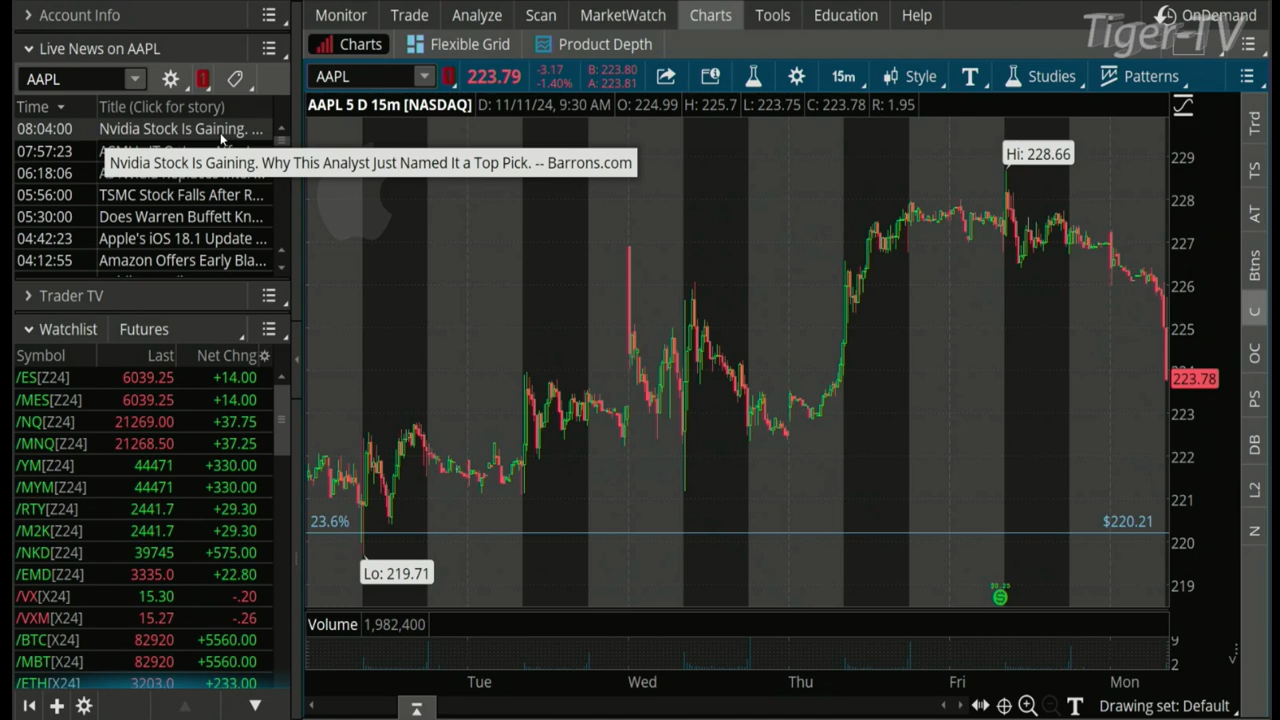 Account Info
Monitor Trade Analyze Scan MarketWatch Charts Tools Education Help
OnDemand
Tiger-TV
Live News on AAPL
Charts Flexible Grid Product Depth
AAPL 1
AAPL 223.79 -3.17 -1.40% B: 223.80 A: 223.81 15m Style T Studies Patterns
Time Title (Click for story)
AAPL 5 D 15m [NASDAQ] D: 11/11/24, 9:30 AM O: 224.99 H: 225.7 L: 223.75 C: 223.78 R: 1.95
08:04:00 Nvidia Stock Is Gaining. ...
07:57:23
Nvidia Stock Is Gaining. Why This Analyst Just Named It a Top Pick. -- Barrons.com
06:18:06
05:56:00 TSMC Stock Falls After R...
05:30:00 Does Warren Buffett Kn...
04:42:23 Apple's iOS 18.1 Update ...
04:12:55 Amazon Offers Early Bla...
Trader TV
Watchlist Futures
Symbol Last Net Chng
/ES[Z24] 6039.25 +14.00
/MES[Z24] 6039.25 +14.00
/NQ[Z24] 21269.00 +37.75
/MNQ[Z24] 21268.50 +37.25
/YM[Z24] 44471 +330.00
/MYM[Z24] 44471 +330.00
/RTY[Z24] 2441.7 +29.30
/M2K[Z24] 2441.7 +29.30
/NKD[Z24] 39745 +575.00
/EMD[Z24] 3335.0 +22.80
/VX[X24] 15.30 -.20
/VXM[X24] 15.27 -.26
/BTC[X24] 82920 +5560.00
/MBT[X24] 82920 +5560.00
/ETH[X24] 3203.0 +233.00
Hi: 228.66
229
228
227
226
225
223.78
223
222
221
220
219
23.6%
$220.21
Lo: 219.71
Volume 1,982,400
9
2
Tue Wed Thu Fri Mon
T Drawing set: Default
Trd
TS
AT
Btns
C
OC
PS
DB
L2
N